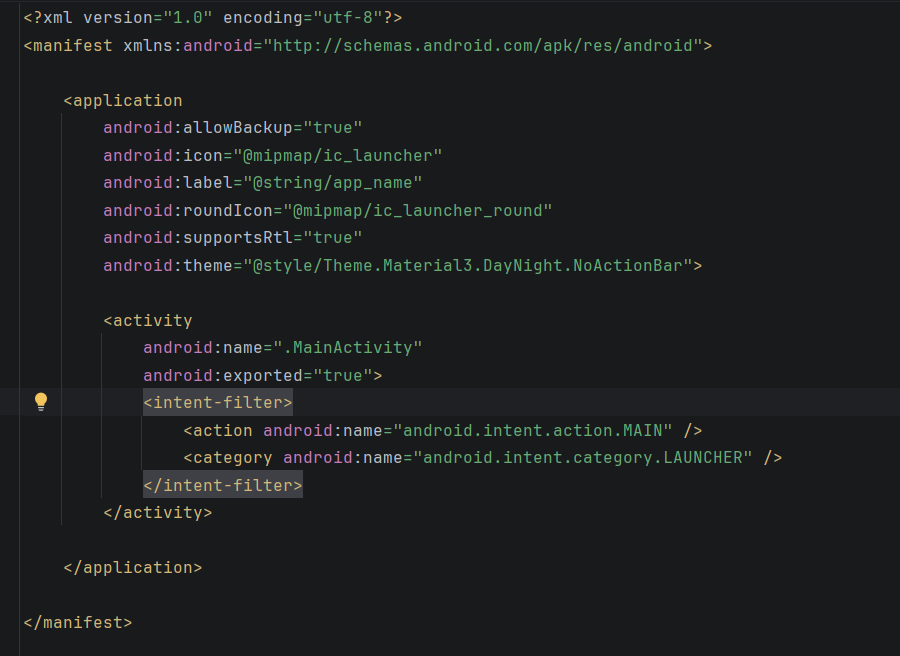 <?xml version="1.0" encoding="utf-8"?>
<manifest xmlns:android="http://schemas.android.com/apk/res/android">
<application
android:allowBackup="true"
android:icon="@mipmap/ic_launcher"
android:label="@string/app_name"
android:roundIcon="@mipmap/ic_launcher_round"
android:supportsRtl="true"
android:theme="@style/Theme.Material3.DayNight.NoActionBar">
<activity
android:name=".MainActivity"
android:exported="true">
<intent-filter>
<action android:name="android.intent.action.MAIN" />
<category android:name="android.intent.category.LAUNCHER" />
</intent-filter>
</activity>
</application>
</manifest>